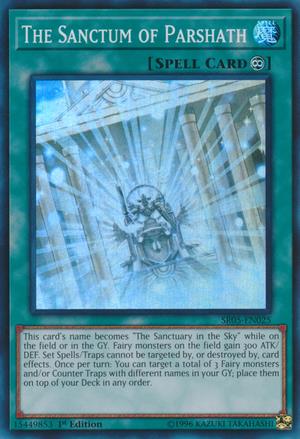 THE SANCTUM OF PARSHATH
[SPELL CARD]
SR05-EN025
This card's name becomes "The Sanctuary in the Sky" while on
the field or in the GY. Fairy monsters on the field gain 300 ATK/
DEF. Set Spells/Traps cannot be targeted by, or destroyed by, card
effects. Once per turn: You can target a total of 3 Fairy monsters
and/or Counter Traps with different names in your GY; place them
on top of your Deck in any order.
15449853 1st Edition ©1996 KAZUKI TAKAHASHI